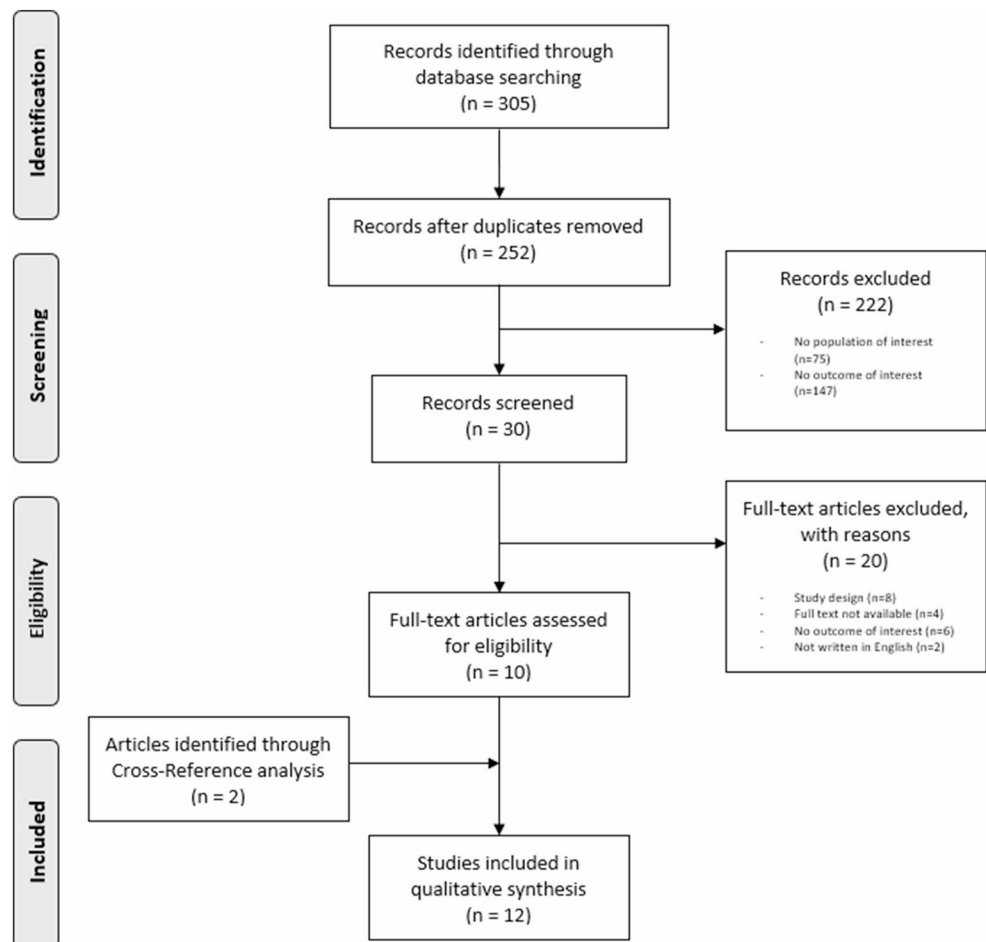 Identification
Records identified through
database searching
(n = 305)
Records after duplicates removed
(n = 252)
Screening
Records excluded
(n = 222)
- No population of interest
(n=75)
- No outcome of interest
(n=147)
Records screened
(n = 30)
Eligibility
Full-text articles excluded,
with reasons
(n = 20)
- Study design (n=8)
- Full text not available (n=4)
- No outcome of interest (n=6)
- Not written in English (n=2)
Full-text articles assessed
for eligibility
(n = 10)
Included
Articles identified through
Cross-Reference analysis
(n = 2)
Studies included in
qualitative synthesis
(n = 12)